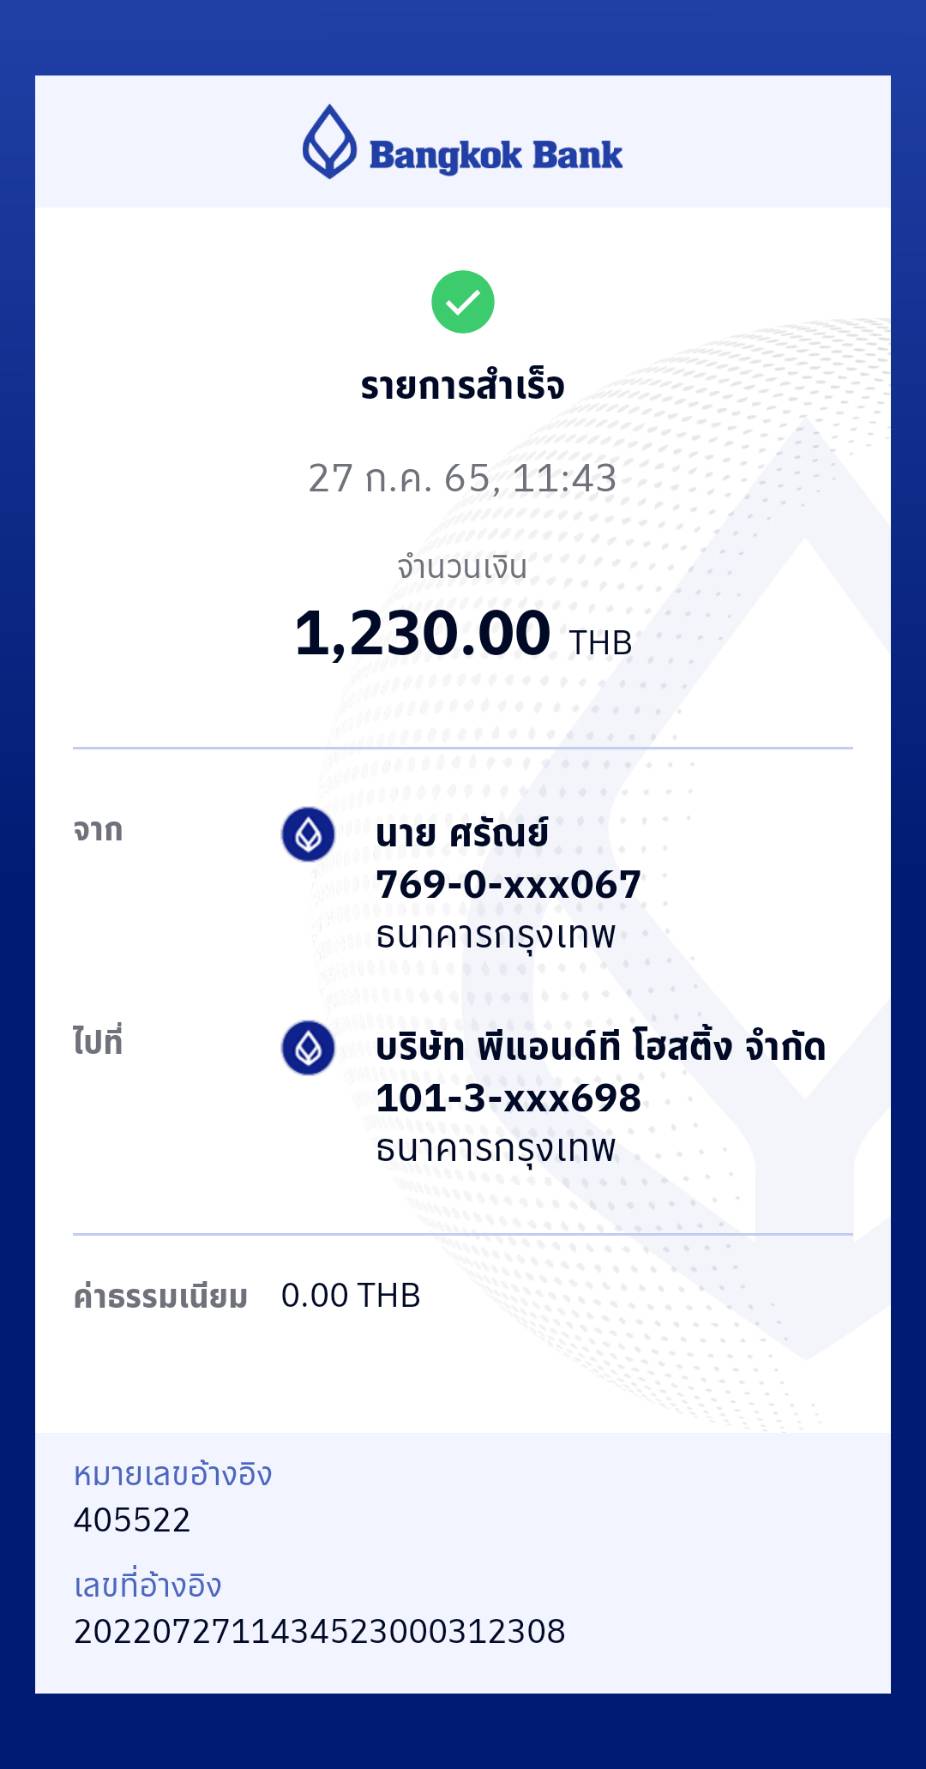 Bangkok Bank
รายการสำเร็จ
27 ก.ค. 65, 11:43
จำนวนเงิน
1,230.00 THB
จาก
นาย ศรัณย์
769-0-xxx067
ธนาคารกรุงเทพ
ไปที่
บริษัท พีแอนด์ที โฮสติ้ง จำกัด
101-3-xxx698
ธนาคารกรุงเทพ
ค่าธรรมเนียม 0.00 THB
หมายเลขอ้างอิง
405522
เลขที่อ้างอิง
2022072711434523000312308